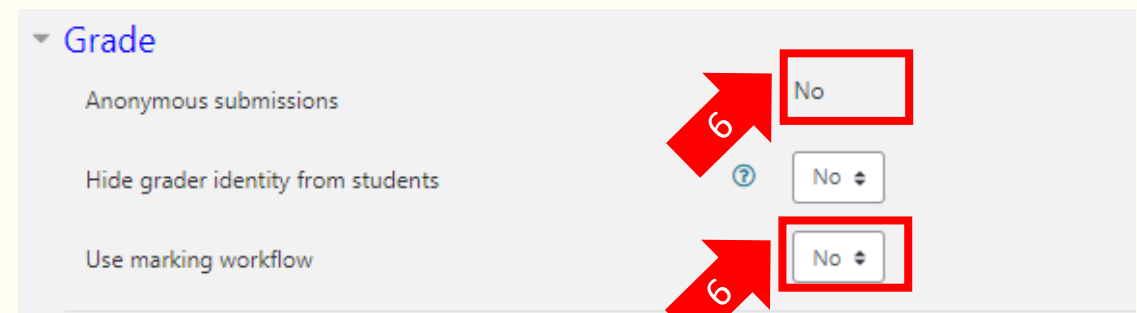 Grade
Anonymous submissions No
6
Hide grader identity from students ? No
Use marking workflow No
6